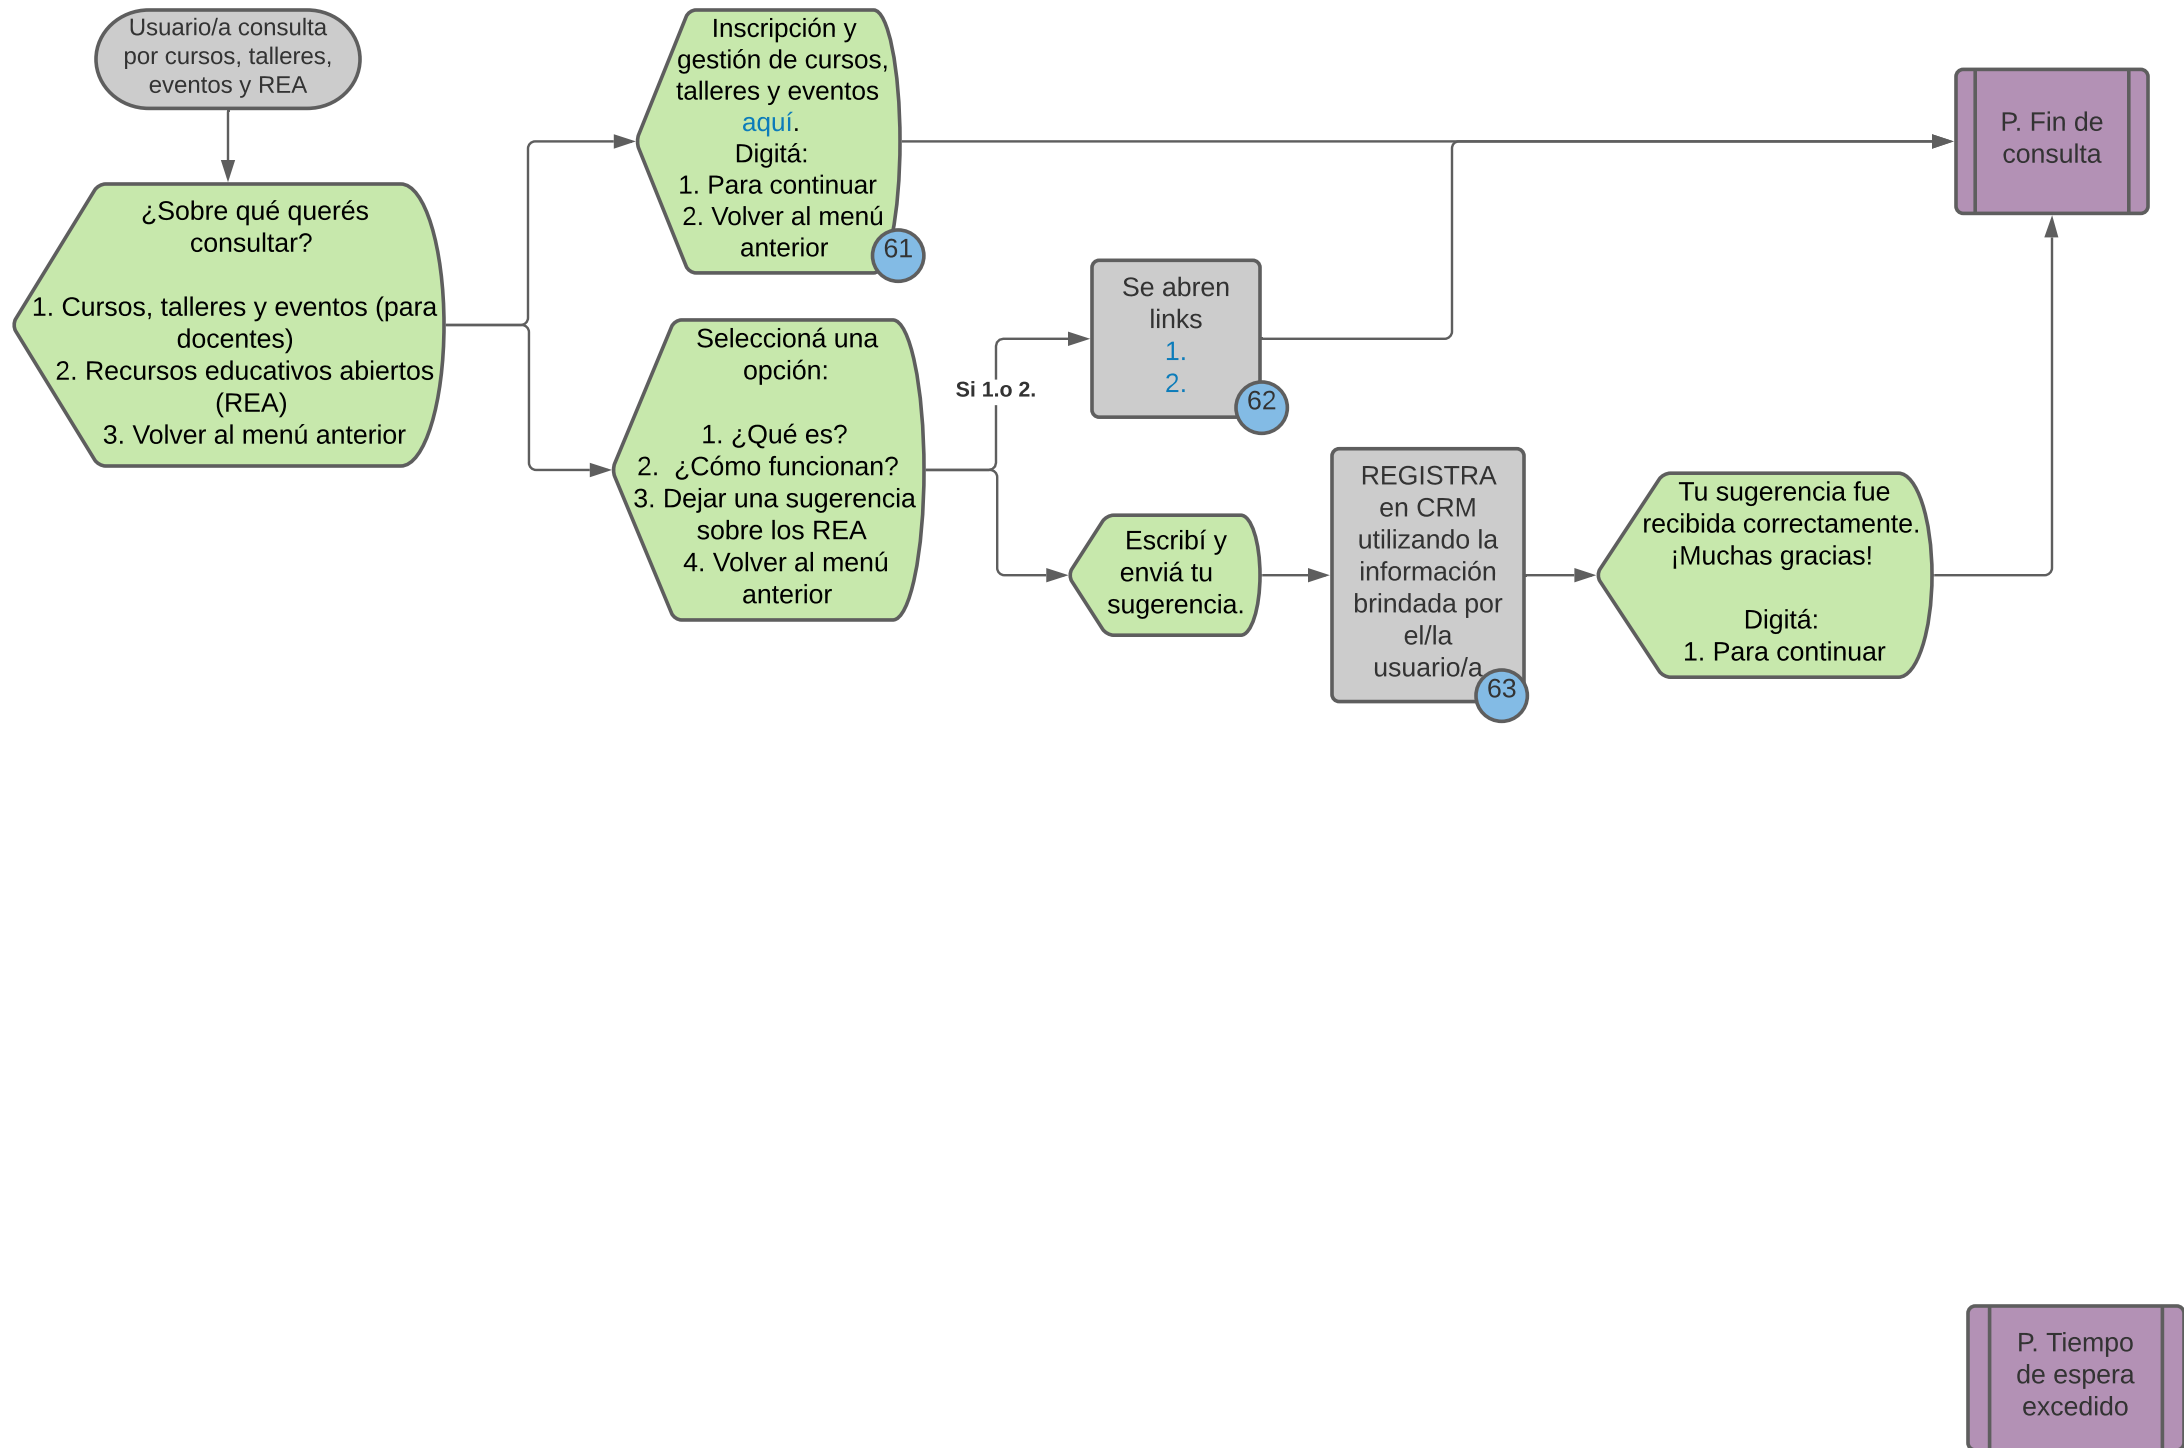 Usuario/a consulta
por cursos, talleres,
eventos y REA
¿Sobre qué querés
consultar?
1. Cursos, talleres y eventos (para
docentes)
2. Recursos educativos abiertos
(REA)
3. Volver al menú anterior
Inscripción y
gestión de cursos,
talleres y eventos
aquí.
Digitá:
1. Para continuar
2. Volver al menú
anterior
61
Seleccioná una
opción:
1. ¿Qué es?
2. ¿Cómo funcionan?
3. Dejar una sugerencia
sobre los REA
4. Volver al menú
anterior
Si 1.o 2.
Se abren
links
1.
2.
62
Escribí y
enviá tu
sugerencia.
REGISTRA
en CRM
utilizando la
información
brindada por
el/la
usuario/a
63
Tu sugerencia fue
recibida correctamente.
¡Muchas gracias!
Digitá:
1. Para continuar
P. Fin de
consulta
P. Tiempo
de espera
excedido